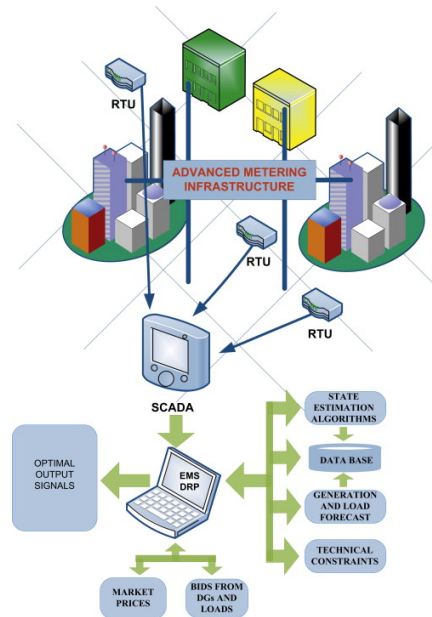 RTU
ADVANCED METERING
INFRASTRUCTURE
RTU
RTU
SCADA
STATE
ESTIMATION
ALGORITHMS
OPTIMAL
OUTPUT
SIGNALS
EMS
DRP
DATA BASE
GENERATION
AND LOAD
FORECAST
TECHNICAL
CONSTRAINTS
MARKET
PRICES
BIDS FROM
DGs AND
LOADS